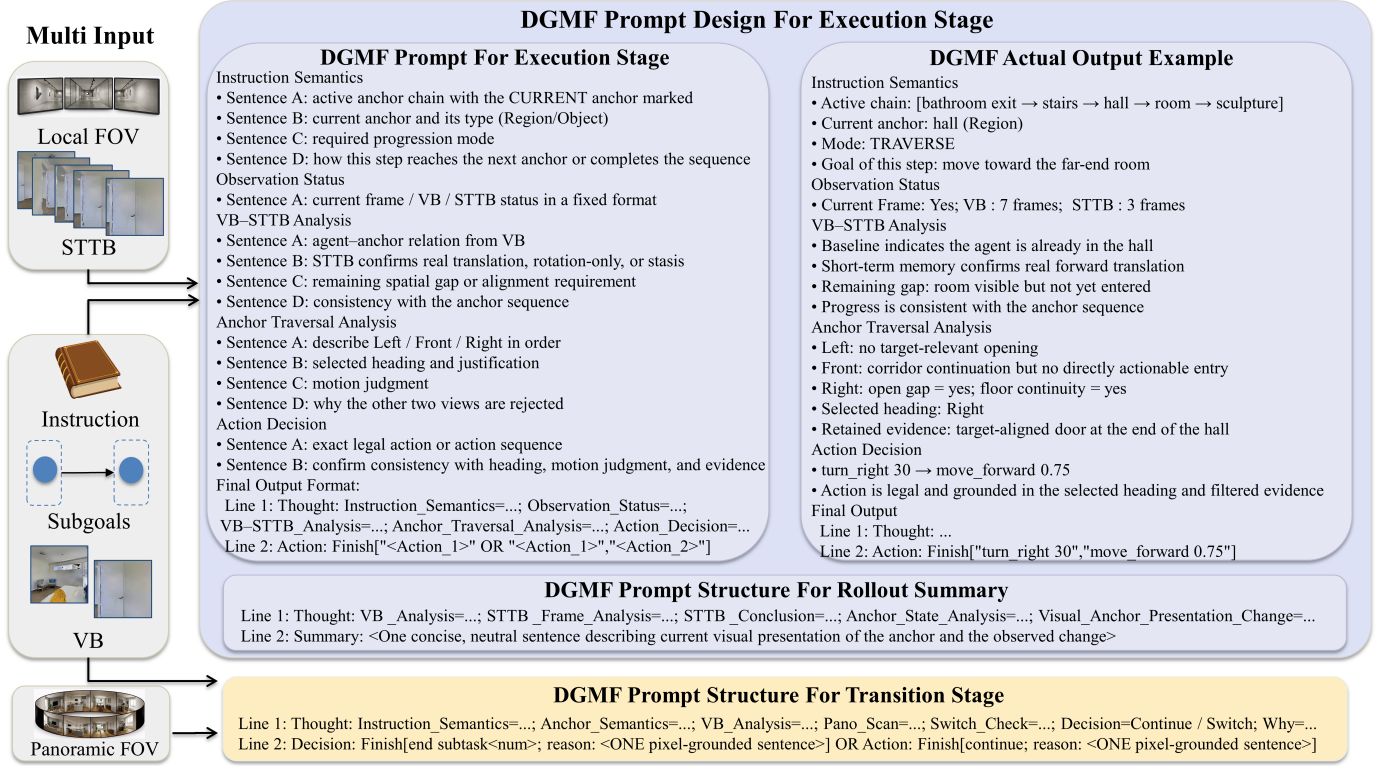 Multi Input
Local FOV
STTB
Instruction
Subgoals
VB
Panoramic FOV
DGMF Prompt Design For Execution Stage
DGMF Prompt For Execution Stage
Instruction Semantics
• Sentence A: active anchor chain with the CURRENT anchor marked
• Sentence B: current anchor and its type (Region/Object)
• Sentence C: required progression mode
• Sentence D: how this step reaches the next anchor or completes the sequence
Observation Status
• Sentence A: current frame / VB / STTB status in a fixed format
VB–STTB Analysis
• Sentence A: agent–anchor relation from VB
• Sentence B: STTB confirms real translation, rotation-only, or stasis
• Sentence C: remaining spatial gap or alignment requirement
• Sentence D: consistency with the anchor sequence
Anchor Traversal Analysis
• Sentence A: describe Left / Front / Right in order
• Sentence B: selected heading and justification
• Sentence C: motion judgment
• Sentence D: why the other two views are rejected
Action Decision
• Sentence A: exact legal action or action sequence
• Sentence B: confirm consistency with heading, motion judgment, and evidence
Final Output Format:
Line 1: Thought: Instruction_Semantics=...; Observation_Status=...;
VB–STTB_Analysis=...; Anchor_Traversal_Analysis=...; Action_Decision=...
Line 2: Action: Finish["<Action_1>" OR "<Action_1>","<Action_2>"]
DGMF Actual Output Example
Instruction Semantics
• Active chain: [bathroom exit → stairs → hall → room → sculpture]
• Current anchor: hall (Region)
• Mode: TRAVERSE
• Goal of this step: move toward the far-end room
Observation Status
• Current Frame: Yes; VB : 7 frames; STTB : 3 frames
VB–STTB Analysis
• Baseline indicates the agent is already in the hall
• Short-term memory confirms real forward translation
• Remaining gap: room visible but not yet entered
• Progress is consistent with the anchor sequence
Anchor Traversal Analysis
• Left: no target-relevant opening
• Front: corridor continuation but no directly actionable entry
• Right: open gap = yes; floor continuity = yes
• Selected heading: Right
• Retained evidence: target-aligned door at the end of the hall
Action Decision
• turn_right 30 → move_forward 0.75
• Action is legal and grounded in the selected heading and filtered evidence
Final Output
Line 1: Thought: ...
Line 2: Action: Finish["turn_right 30","move_forward 0.75"]
DGMF Prompt Structure For Rollout Summary
Line 1: Thought: VB _Analysis=...; STTB _Frame_Analysis=...; STTB _Conclusion=...; Anchor_State_Analysis=...; Visual_Anchor_Presentation_Change=...
Line 2: Summary: <One concise, neutral sentence describing current visual presentation of the anchor and the observed change>
DGMF Prompt Structure For Transition Stage
Line 1: Thought: Instruction_Semantics=...; Anchor_Semantics=...; VB_Analysis=...; Pano_Scan=...; Switch_Check=...; Decision=Continue / Switch; Why=...
Line 2: Decision: Finish[end subtask<num>; reason: <ONE pixel-grounded sentence>] OR Action: Finish[continue; reason: <ONE pixel-grounded sentence>]